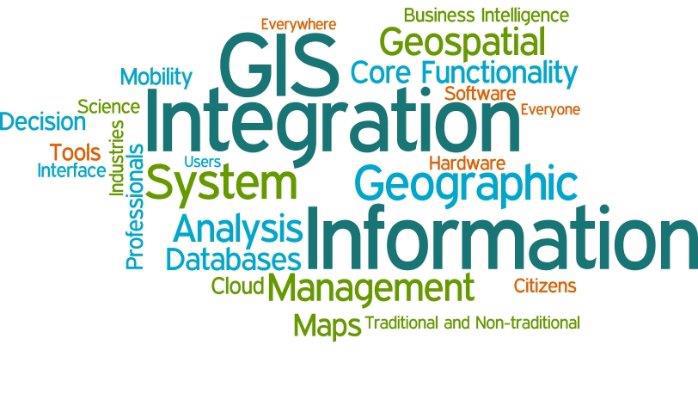 Business Intelligence
Everywhere
GIS
Geospatial
Mobility
Core Functionality
Science
Software
Integration
Everyone
Decision
Tools
Industries
Users
Hardware
Interface
Professionals
System
Geographic
Analysis
Information
Databases
Cloud
Management
Citizens
Maps
Traditional and Non-traditional